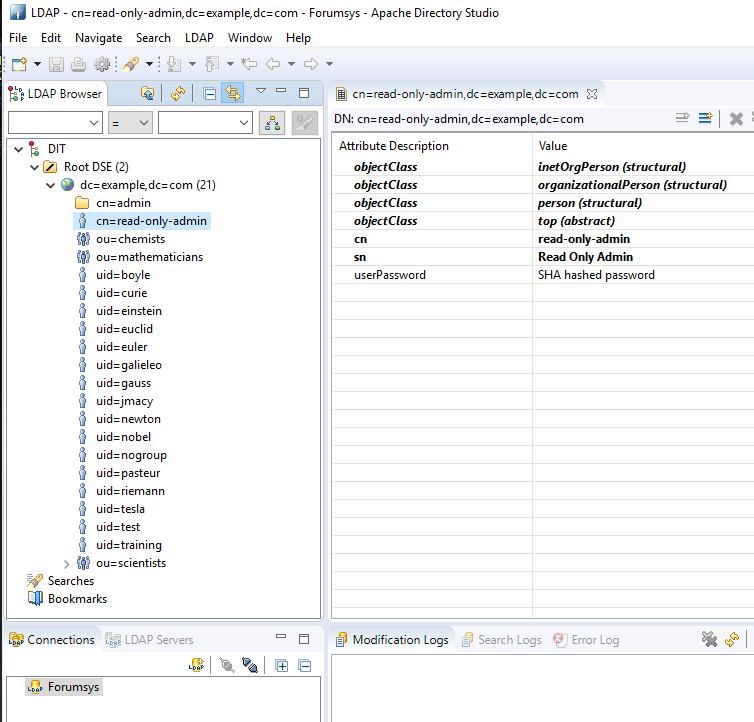 LDAP - cn=read-only-admin,dc=example,dc=com - Forumsys - Apache Directory Studio
File Edit Navigate Search LDAP Window Help
LDAP Browser
=
DIT
Root DSE (2)
dc=example,dc=com (21)
cn=admin
cn=read-only-admin
ou=chemists
ou=mathematicians
uid=boyle
uid=curie
uid=einstein
uid=euclid
uid=euler
uid=galieleo
uid=gauss
uid=jmacy
uid=newton
uid=nobel
uid=nogroup
uid=pasteur
uid=riemann
uid=tesla
uid=test
uid=training
ou=scientists
Searches
Bookmarks
cn=read-only-admin,dc=example,dc=com
DN: cn=read-only-admin,dc=example,dc=com
Attribute Description Value
objectClass inetOrgPerson (structural)
objectClass organizationalPerson (structural)
objectClass person (structural)
objectClass top (abstract)
cn read-only-admin
sn Read Only Admin
userPassword SHA hashed password
Connections LDAP Servers
LDAP
Forumsys
Modification Logs Search Logs Error Log